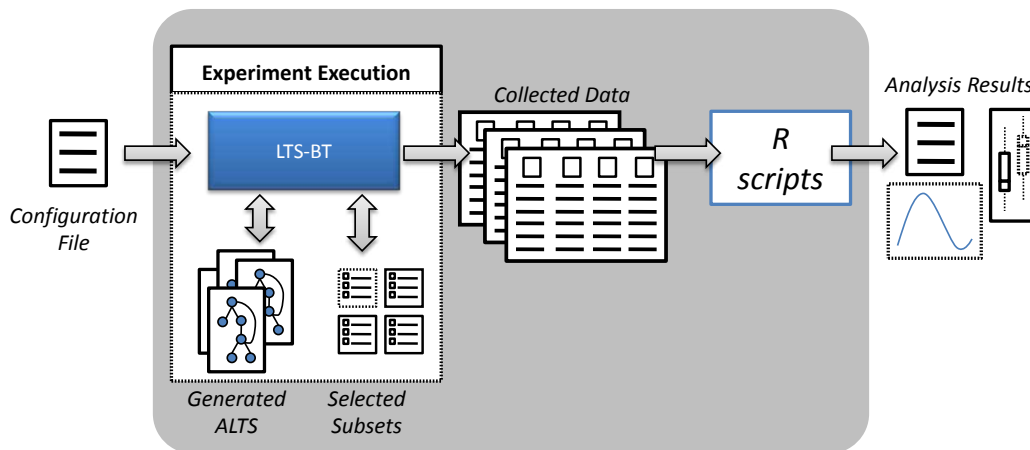 Experiment Execution
LTS-BT
Collected Data
R
scripts
Analysis Results
Configuration
File
Generated
ALTS
Selected
Subsets